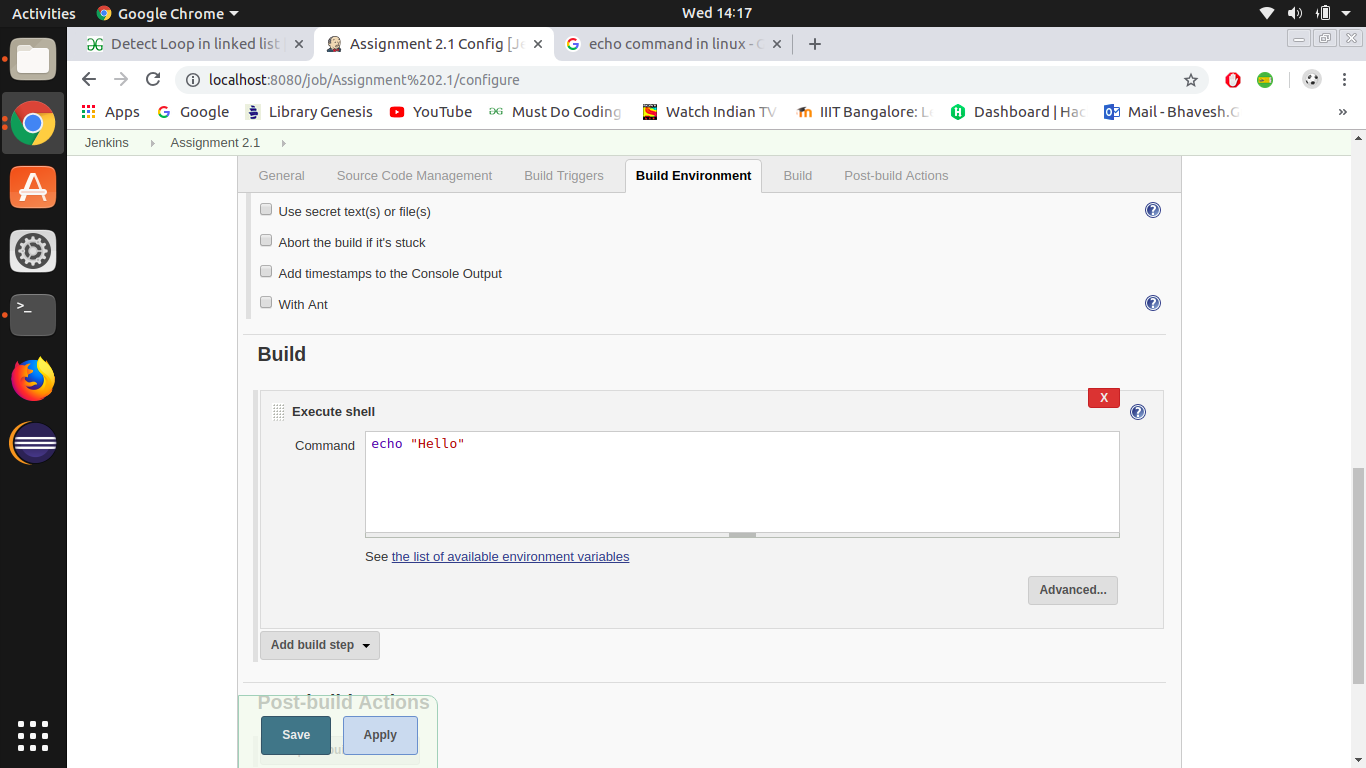 Activities Google Chrome Wed 14:17
Detect Loop in linked list Assignment 2.1 Config [Je echo command in linux - G
localhost:8080/job/Assignment%202.1/configure
Apps Google Library Genesis YouTube Must Do Coding Watch Indian TV IIIT Bangalore: Le Dashboard | Hac Mail - Bhavesh.G »
Jenkins Assignment 2.1
General Source Code Management Build Triggers Build Environment Build Post-build Actions
Use secret text(s) or file(s)
Abort the build if it's stuck
Add timestamps to the Console Output
With Ant
Build
X
Execute shell
Command echo "Hello"
See the list of available environment variables
Advanced...
Add build step
Post-build Actions
Save Apply